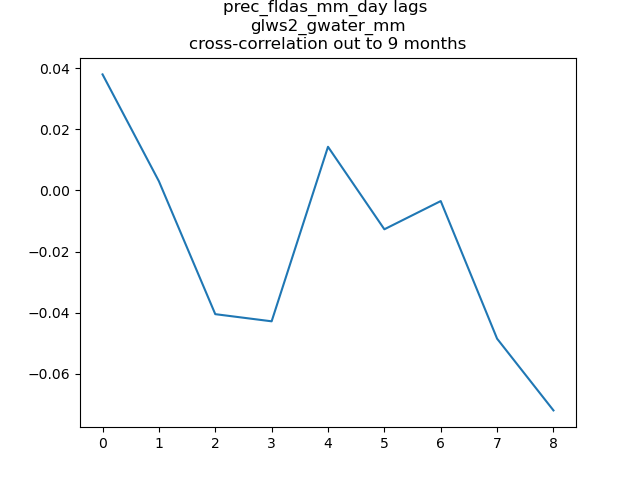 prec_fldas_mm_day lags
glws2_gwater_mm
cross-correlation out to 9 months
0.04
0.02
0.00
−0.02
−0.04
−0.06
0 1 2 3 4 5 6 7 8